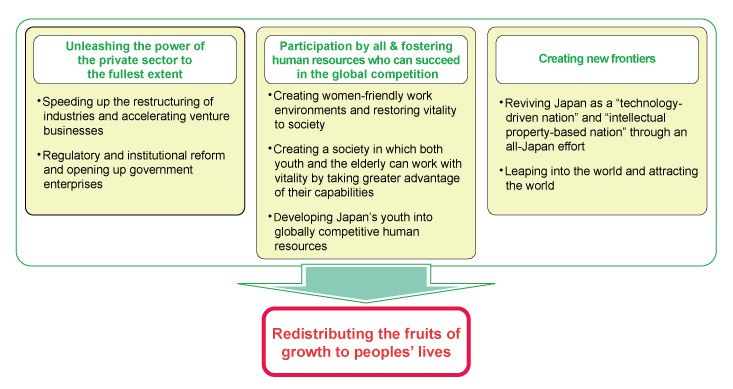 Unleashing the power of
the private sector to
the fullest extent
•Speeding up the restructuring of
industries and accelerating venture
businesses
•Regulatory and institutional reform
and opening up government
enterprises
Participation by all & fostering
human resources who can succeed
in the global competition
•Creating women-friendly work
environments and restoring vitality
to society
•Creating a society in which both
youth and the elderly can work with
vitality by taking greater advantage
of their capabilities
•Developing Japan’s youth into
globally competitive human
resources
Creating new frontiers
•Reviving Japan as a “technology-
driven nation” and “intellectual
property-based nation” through an
all-Japan effort
•Leaping into the world and attracting
the world
Redistributing the fruits of
growth to peoples’ lives